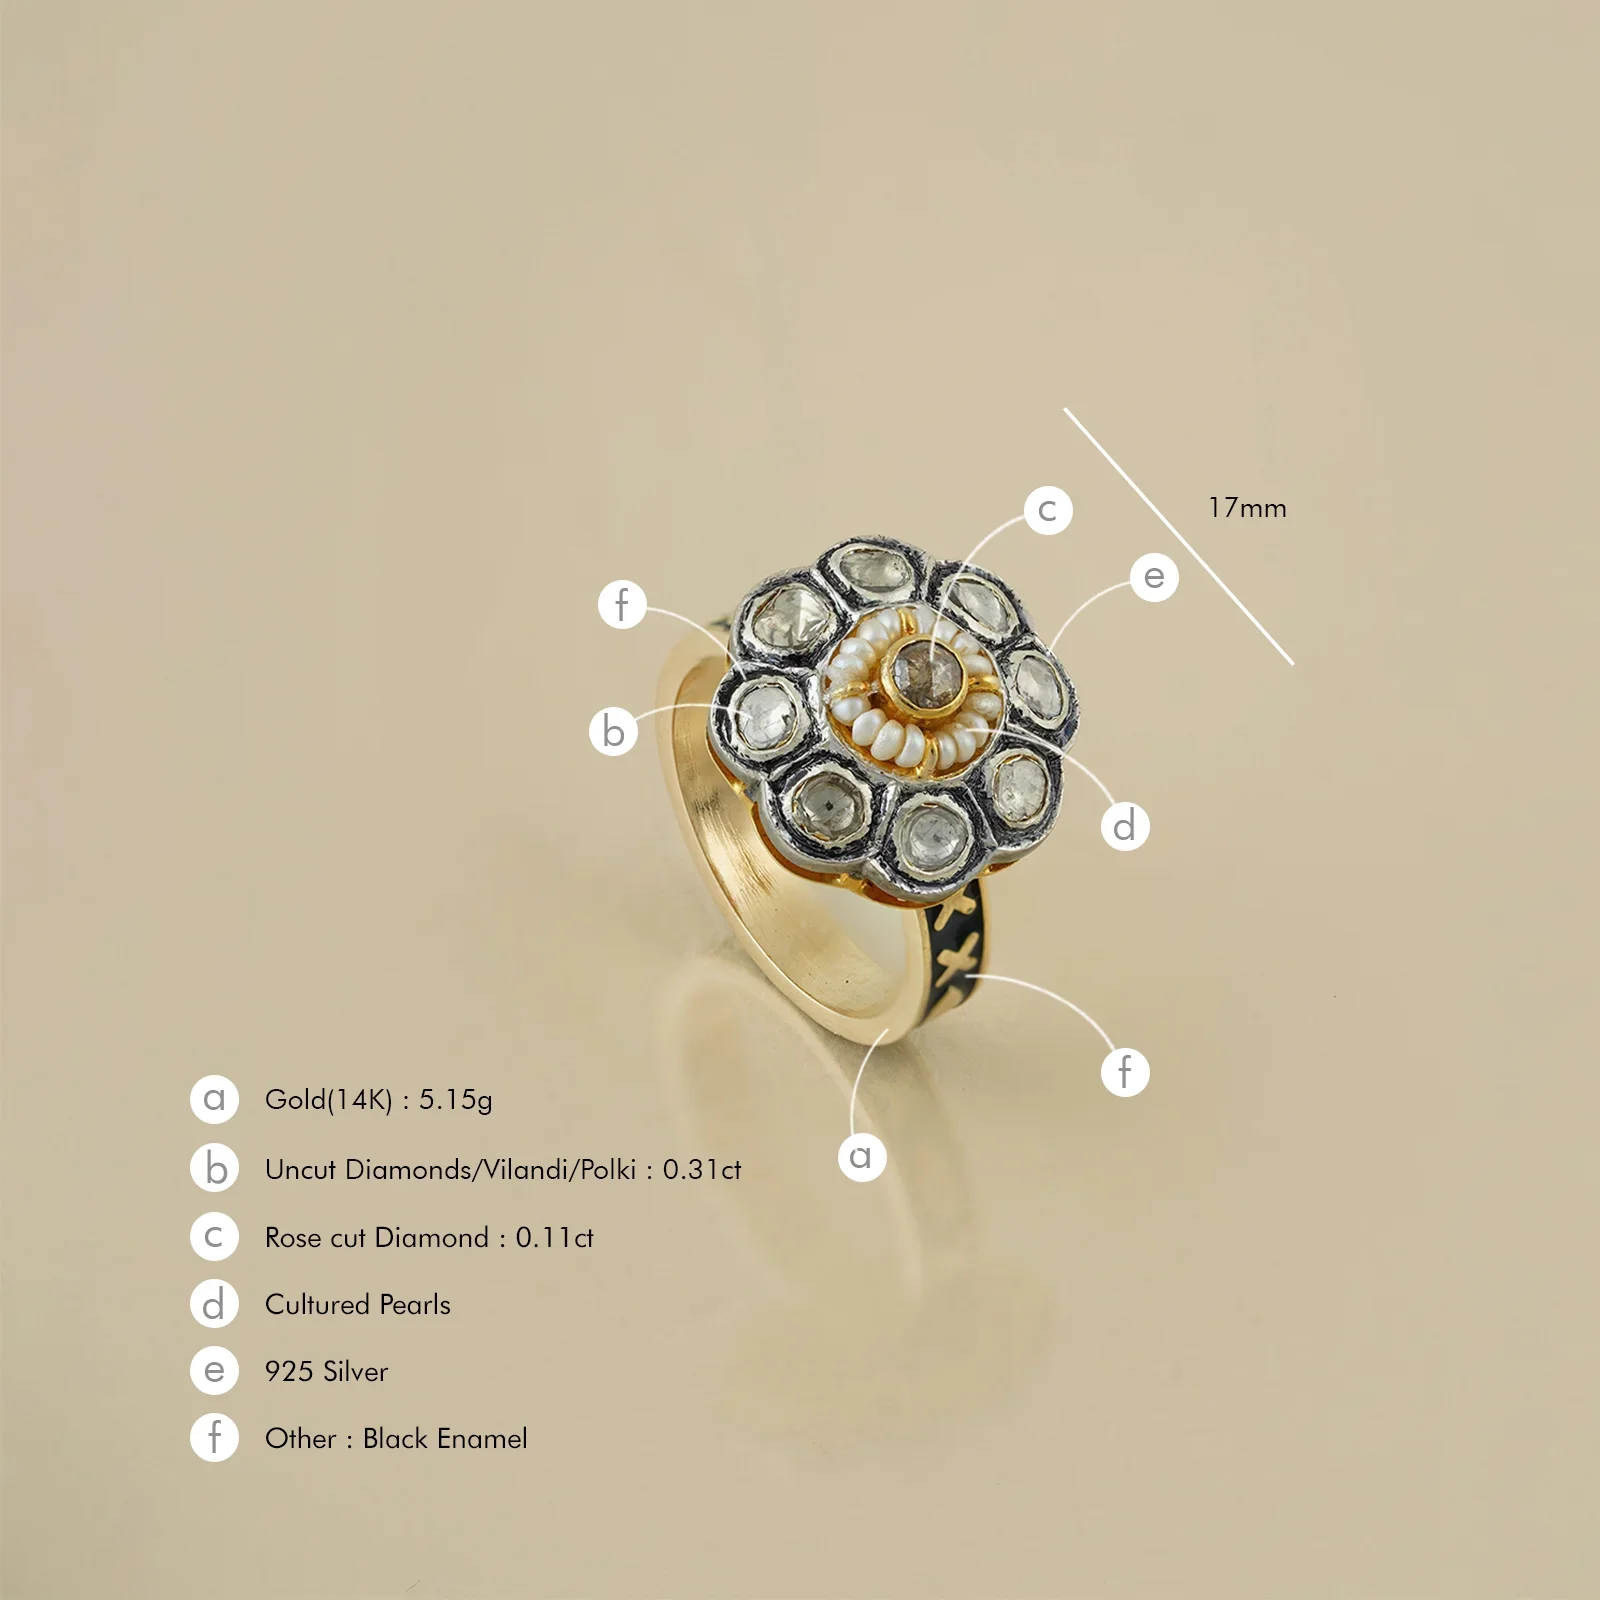 17mm
c
e
f
b
d
f
a
a Gold(14K) : 5.15g
b Uncut Diamonds/Vilandi/Polki : 0.31ct
c Rose cut Diamond : 0.11ct
d Cultured Pearls
e 925 Silver
f Other : Black Enamel